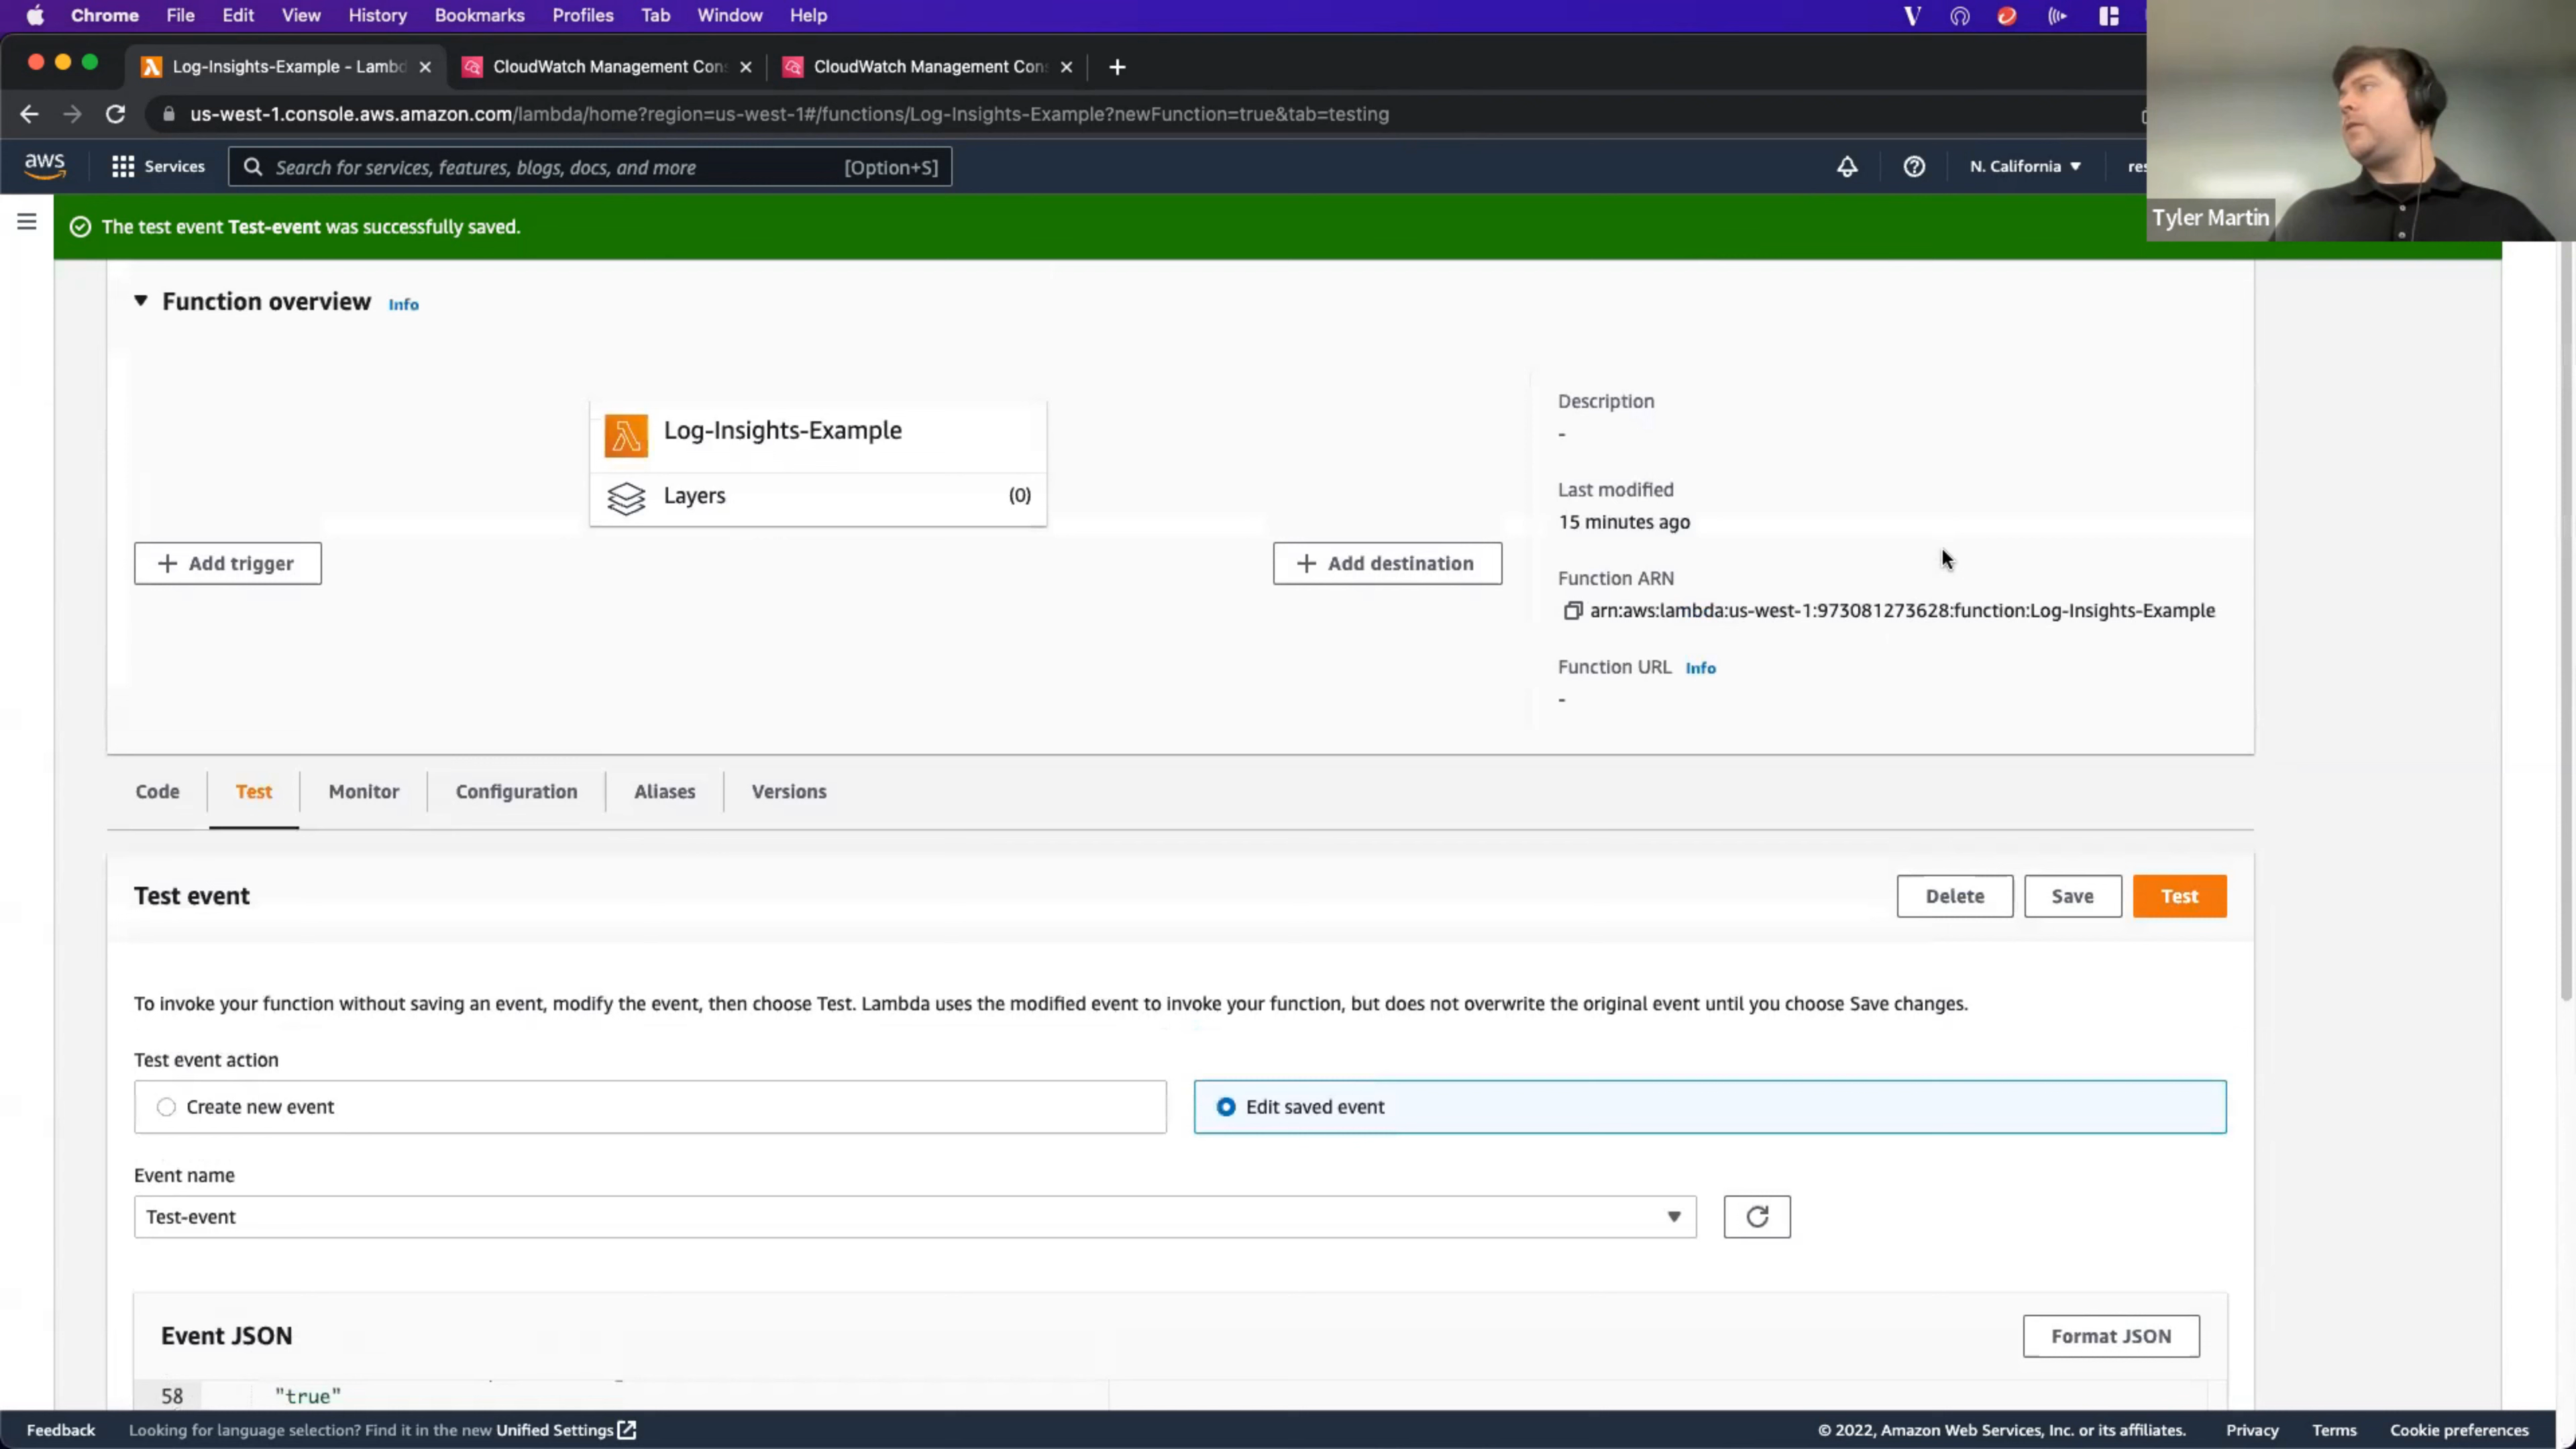 Chrome File Edit View History Bookmarks Profiles Tab Window Help
Log-Insights-Example - Lambd
CloudWatch Management Con
CloudWatch Management Con
us-west-1.console.aws.amazon.com/lambda/home?region=us-west-1#/functions/Log-Insights-Example?newFunction=true&tab=testing
aws
Services
Search for services, features, blogs, docs, and more [Option+S]
N. California
res
Tyler Martin
The test event Test-event was successfully saved.
Function overview Info
Log-Insights-Example
Layers (0)
Add trigger
Add destination
Description
-
Last modified
15 minutes ago
Function ARN
arn:aws:lambda:us-west-1:973081273628:function:Log-Insights-Example
Function URL Info
-
Code Test Monitor Configuration Aliases Versions
Test event
Delete Save Test
To invoke your function without saving an event, modify the event, then choose Test. Lambda uses the modified event to invoke your function, but does not overwrite the original event until you choose Save changes.
Test event action
Create new event
Edit saved event
Event name
Test-event
Event JSON
Format JSON
58 "true"
Feedback Looking for language selection? Find it in the new Unified Settings © 2022, Amazon Web Services, Inc. or its affiliates. Privacy Terms Cookie preferences